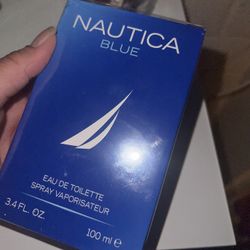 NAUTICA
BLUE
EAU DE TOILETTE
SPRAY VAPORISATEUR
3.4 FL. OZ.
100 ml ℮